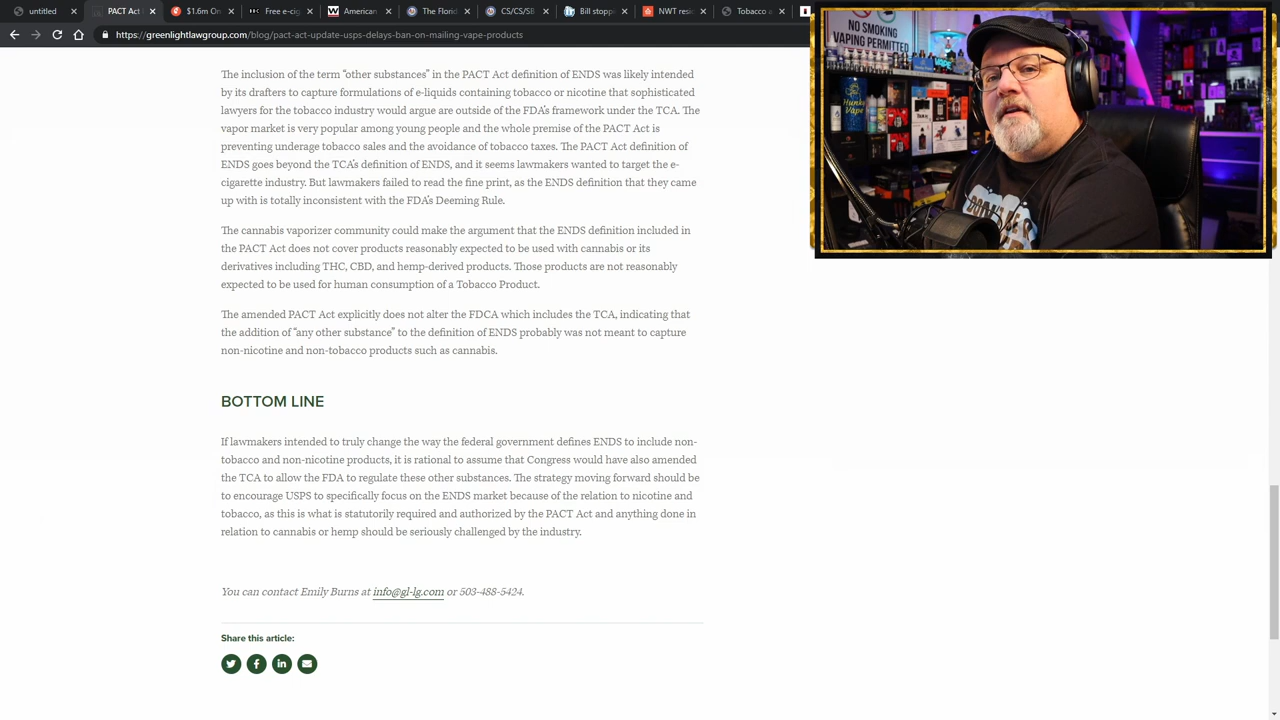 untitled
PACT Act
$1.6m
Free e-cig
The Flori
CASCS/SI
Bill stori
NWT res
Tobacco
https://greenlightlawgroup.com/blog/pact-act
NO SMOKING
VAPING PERMITTED
VAPE
Hunky
Vape
The inclusion of the term “other substances” in the PACT Act definition of ENDS was likely intended
by its drafters to capture formulations of e-liquids containing tobacco or nicotine that sophisticated
lawyers for the tobacco industry would argue are outside of the FDA's framework under the TCA. The
vapor market is very popular among young people and the whole premise of the PACT Act is
preventing underage tobacco sales and the avoidance of tobacco taxes. The PACT Act definition of
ENDS goes beyond the TCA's definition of ENDS, and it seems lawmakers wanted to target the e-
cigarette industry. But lawmakers failed to read the fine print, as the ENDS definition that they came
up with is totally inconsistent with the FDA's Deeming Rule.
The cannabis vaporizer community could make the argument that the ENDS definition included in
the PACT Act does not cover products reasonably expected to be used with cannabis or its
derivatives including THC, CBD, and hemp-derived products. Those products are not reasonably
expected to be used for human consumption of a Tobacco Product.
The amended PACT Act explicitly does not alter the FDCA which includes the TCA, indicating that
the addition of “any other substance” to the definition of ENDS probably was not meant to capture
non-nicotine and non-tobacco products such as cannabis.
BOTTOM LINE
If lawmakers intended to truly change the way the federal government defines ENDS to include non-
tobacco and non-nicotine products, it is rational to assume that Congress would have also amended
the TCA to allow the FDA to regulate these other substances. The strategy moving forward should be
to encourage USPS to specifically focus on the ENDS market because of the relation to nicotine and
tobacco, as this is what is statutorily required and authorized by the PACT Act and anything done in
relation to cannabis or hemp should be seriously challenged by the industry.
You can contact Emily Burns at info@gl-lg.com or 503-488-5424.
Share this article: